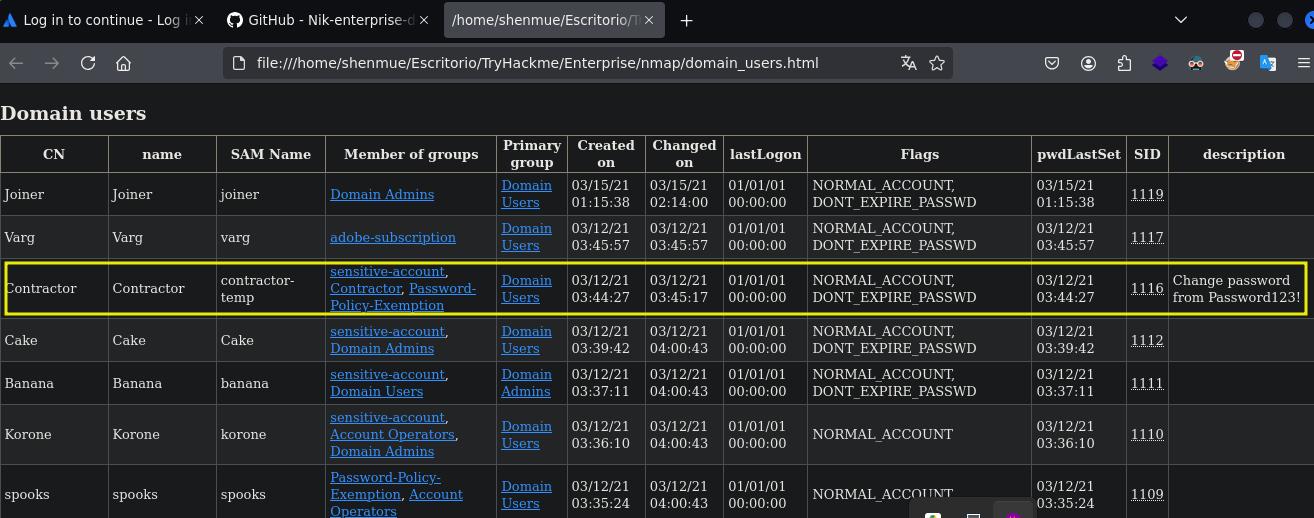 Log in to continue - Log i
GitHub - Nik-enterprise-d
/home/shenmue/Escritorio/T
file:///home/shenmue/Escritorio/TryHackme/Enterprise/nmap/domain_users.html
Domain users
CN name SAM Name Member of groups Primary group Created on Changed on lastLogon Flags pwdLastSet SID description
Joiner Joiner joiner Domain Admins Domain Users 03/15/21 01:15:38 03/15/21 02:14:00 01/01/01 00:00:00 NORMAL_ACCOUNT, DONT_EXPIRE_PASSWD 03/15/21 01:15:38 1119
Varg Varg varg adobe-subscription Domain Users 03/12/21 03:45:57 03/12/21 03:45:57 01/01/01 00:00:00 NORMAL_ACCOUNT, DONT_EXPIRE_PASSWD 03/12/21 03:45:57 1117
Contractor Contractor contractor-temp sensitive-account, Contractor, Password-Policy-Exemption Domain Users 03/12/21 03:44:27 03/12/21 03:45:17 01/01/01 00:00:00 NORMAL_ACCOUNT, DONT_EXPIRE_PASSWD 03/12/21 03:44:27 1116 Change password from Password123!
Cake Cake Cake sensitive-account, Domain Admins Domain Users 03/12/21 03:39:42 03/12/21 04:00:43 01/01/01 00:00:00 NORMAL_ACCOUNT, DONT_EXPIRE_PASSWD 03/12/21 03:39:42 1112
Banana Banana banana sensitive-account, Domain Users Domain Admins 03/12/21 03:37:11 03/12/21 04:00:43 01/01/01 00:00:00 NORMAL_ACCOUNT, DONT_EXPIRE_PASSWD 03/12/21 03:37:11 1111
Korone Korone korone sensitive-account, Account Operators, Domain Admins Domain Users 03/12/21 03:36:10 03/12/21 04:00:43 01/01/01 00:00:00 NORMAL_ACCOUNT 03/12/21 03:36:10 1110
spooks spooks spooks Password-Policy-Exemption, Account Operators Domain Users 03/12/21 03:35:24 03/12/21 04:00:43 01/01/01 00:00:00 NORMAL_ACCOUNT 03/12/21 03:35:24 1109